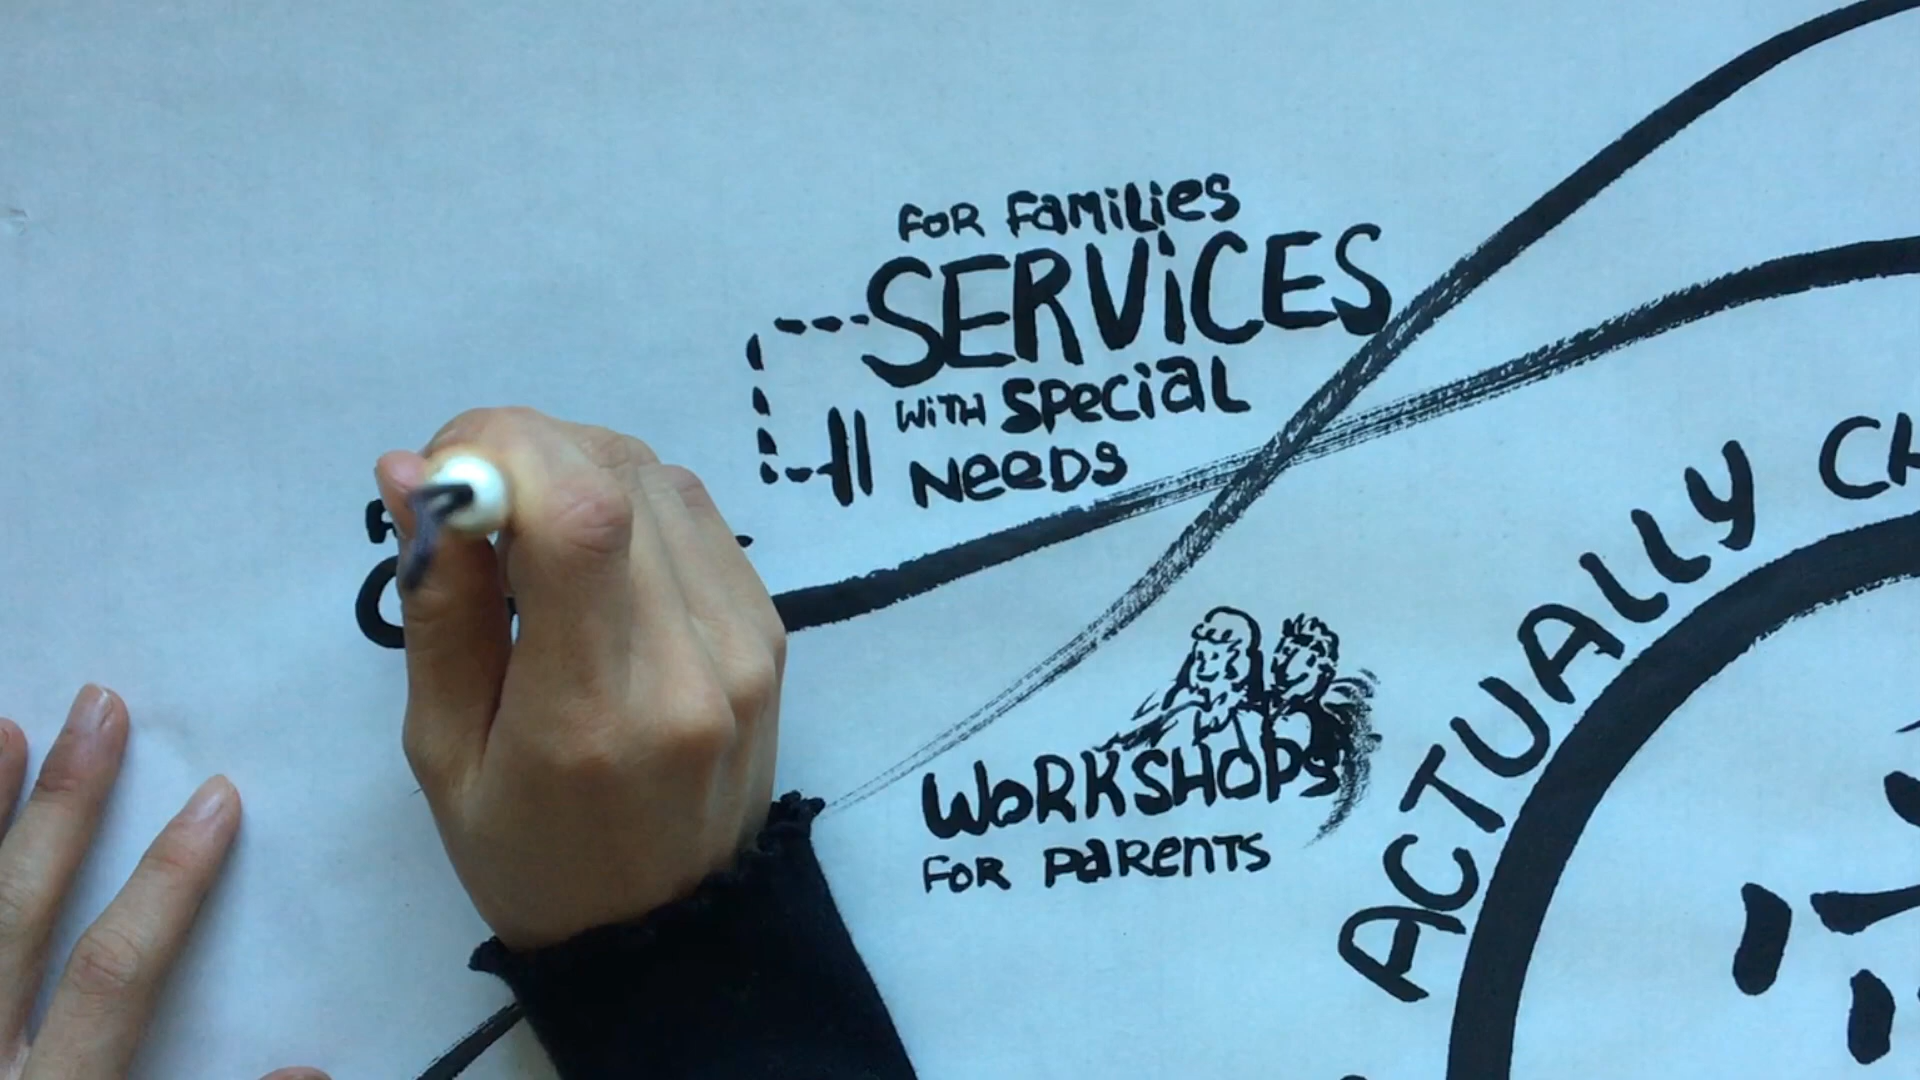 FOR FaMiLies
SERViCES
WiTH SPeciaL
NeeDS
WORKSHOPS
FOR PaRENTS
ACTUALLY